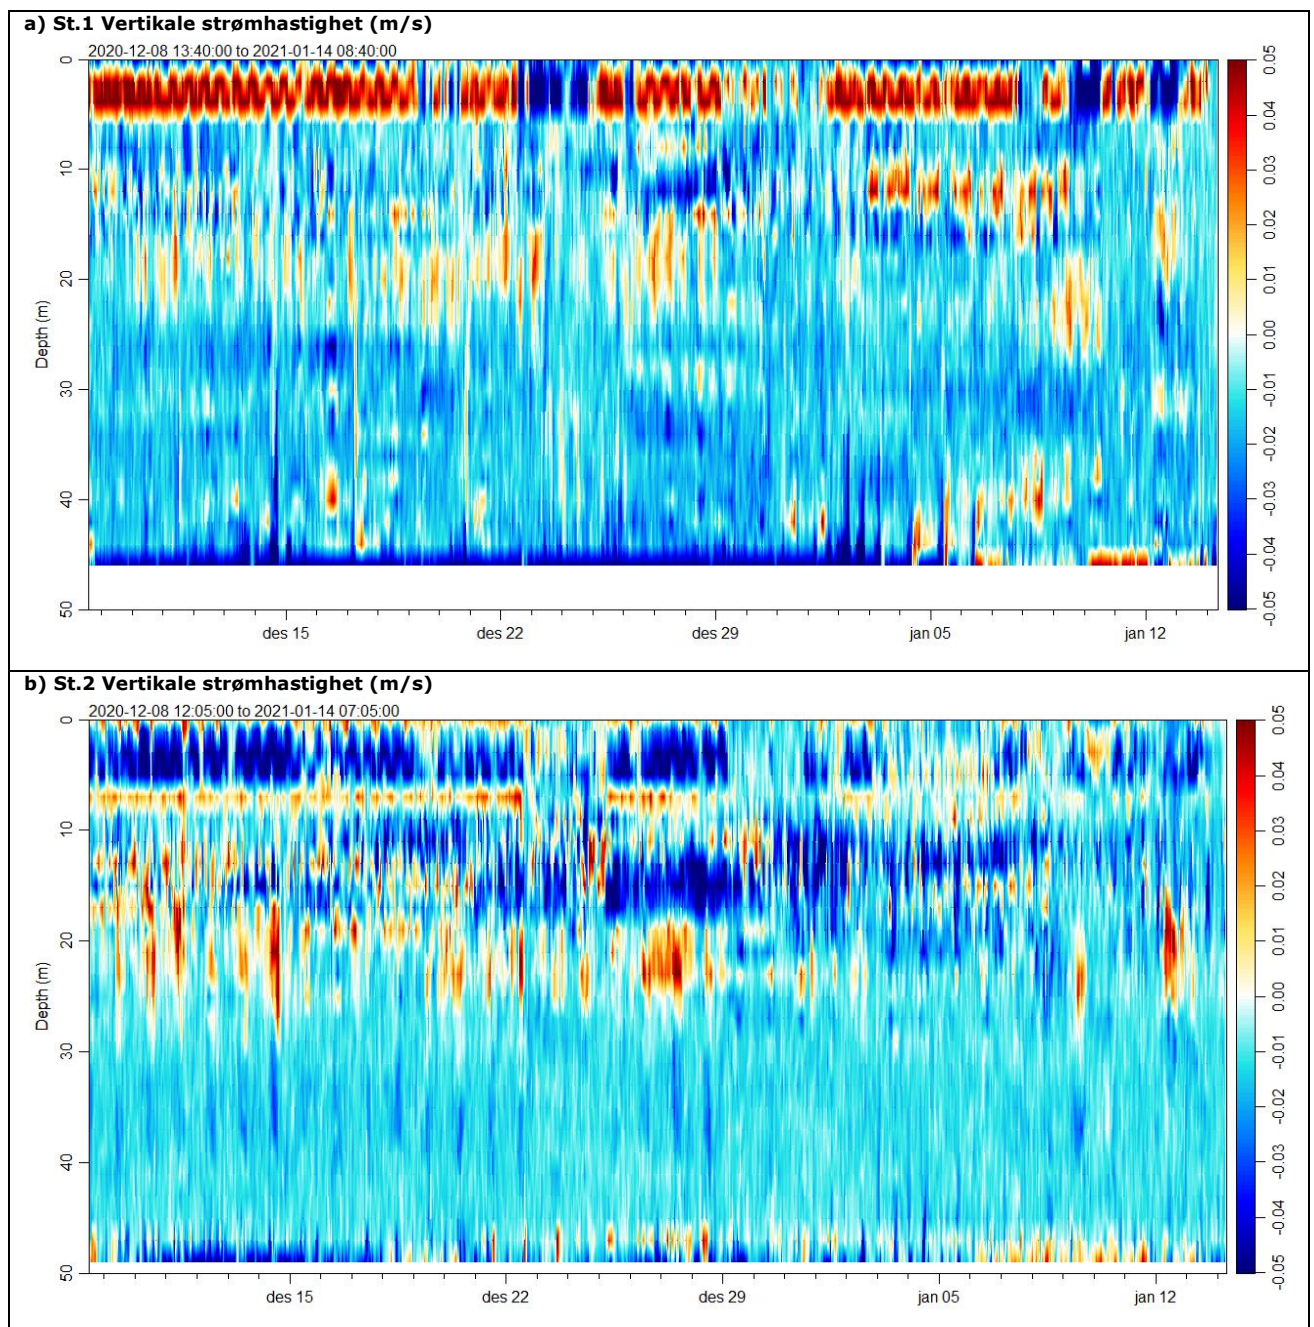 a) St.1 Vertikale strømhastighet (m/s)
2020-12-08 13:40:00 to 2021-01-14 08:40:00
0
10
20
30
40
50
Depth (m)
des 15
des 22
des 29
jan 05
jan 12
0.05
0.04
0.03
0.02
0.01
0.00
-0.01
-0.02
-0.03
-0.04
-0.05
b) St.2 Vertikale strømhastighet (m/s)
2020-12-08 12:05:00 to 2021-01-14 07:05:00
0
10
20
30
40
50
Depth (m)
des 15
des 22
des 29
jan 05
jan 12
0.05
0.04
0.03
0.02
0.01
0.00
-0.01
-0.02
-0.03
-0.04
-0.05